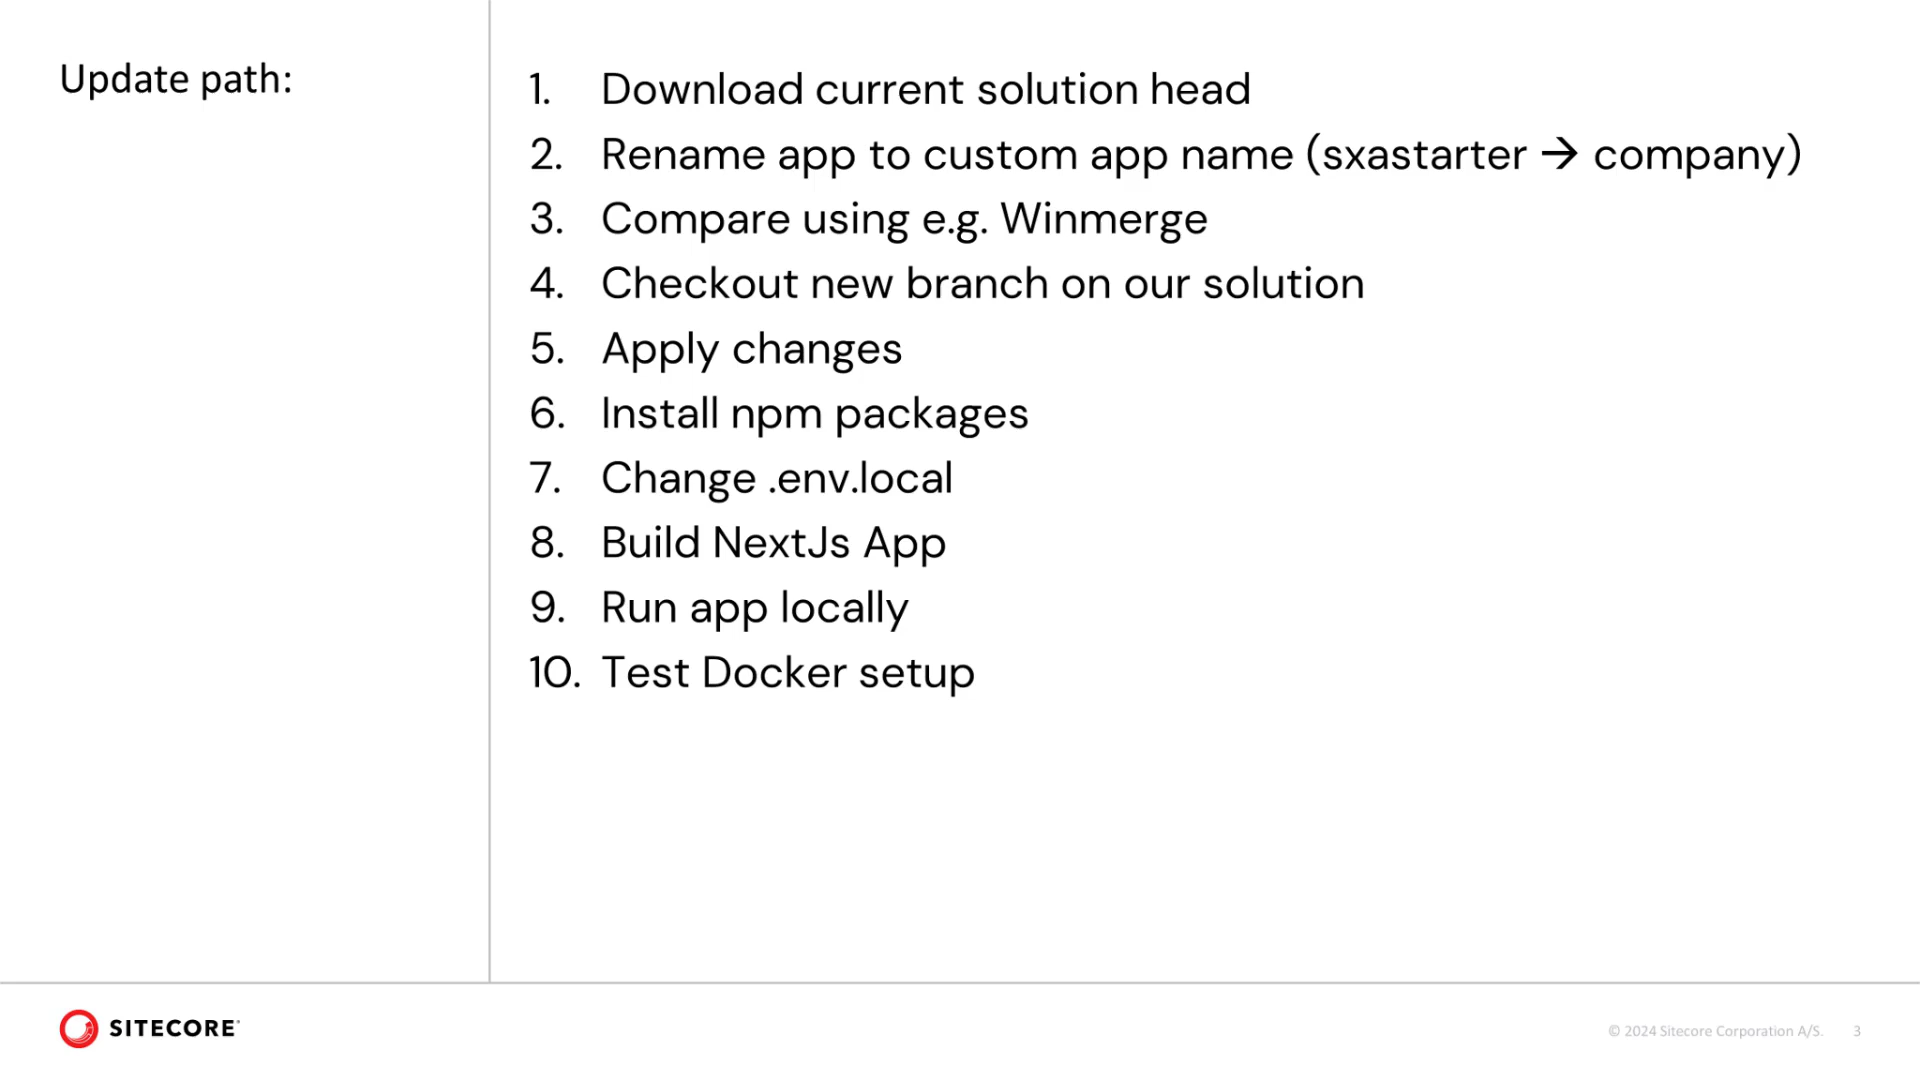 Update path:
1. Download current solution head
2. Rename app to custom app name (sxastarter → company)
3. Compare using e.g. Winmerge
4. Checkout new branch on our solution
5. Apply changes
6. Install npm packages
7. Change .env.local
8. Build NextJs App
9. Run app locally
10. Test Docker setup
SITECORE
© 2024 Sitecore Corporation A/S. 3